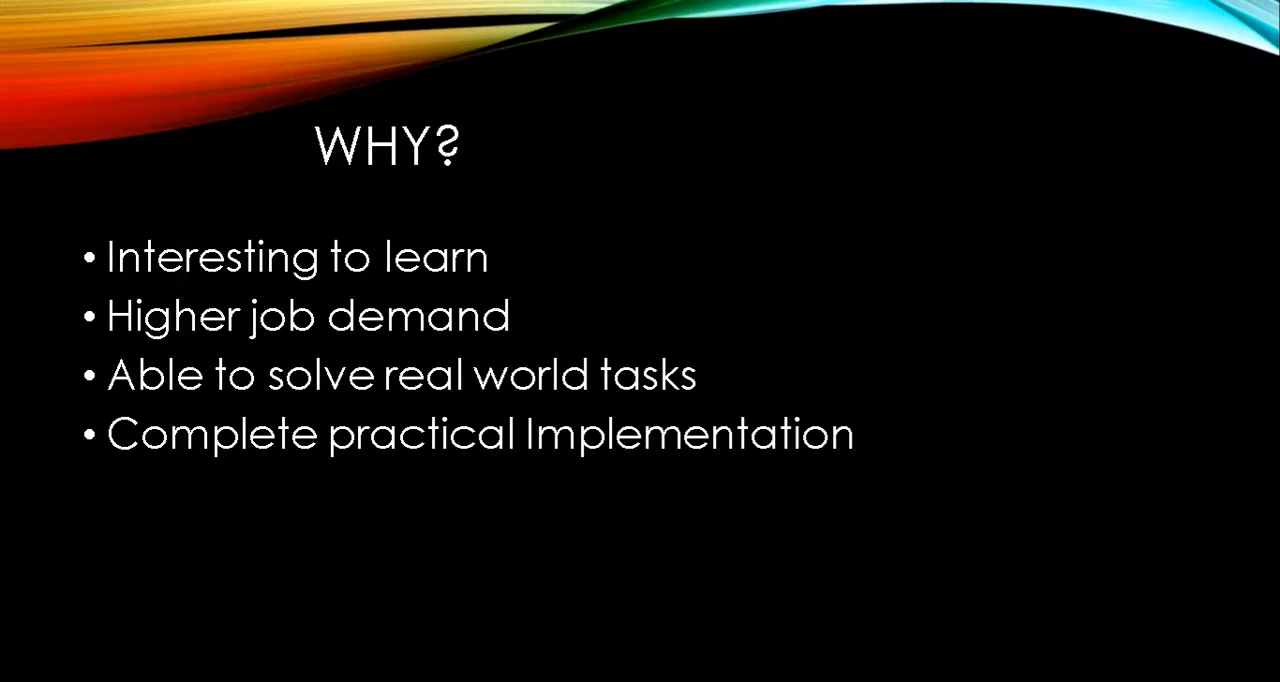 WHY?
• Interesting to learn
• Higher job demand
• Able to solve real world tasks
• Complete practical Implementation